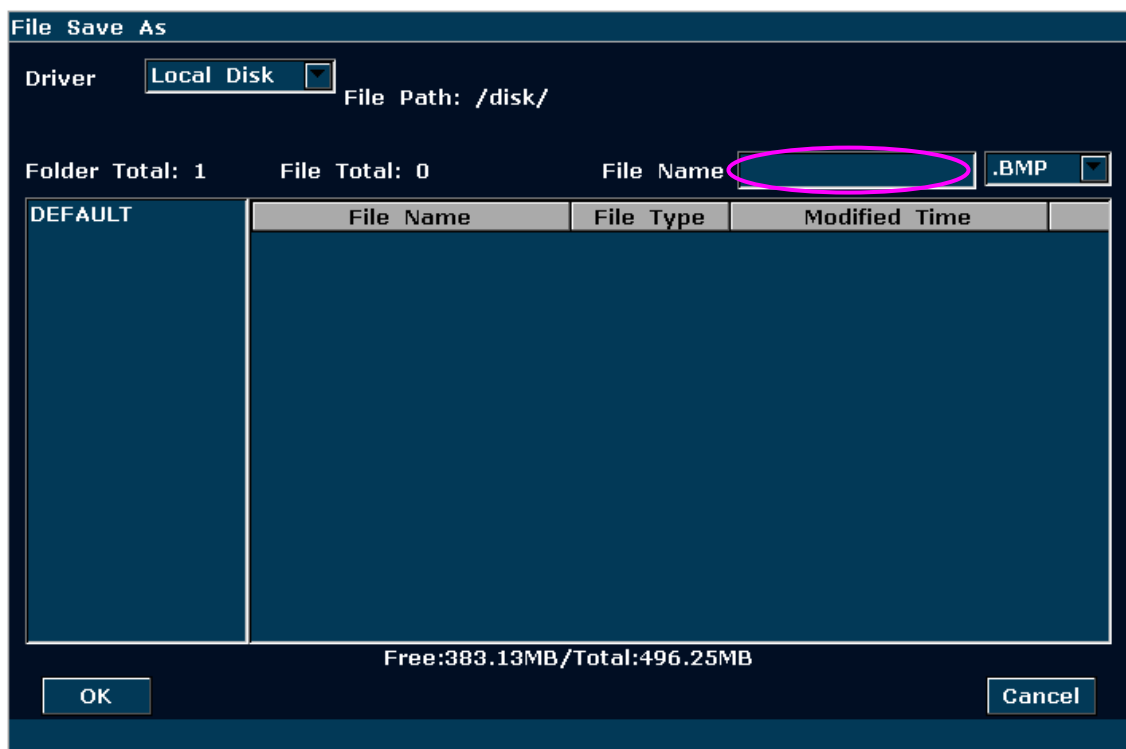 File Save As
Driver Local Disk
File Path: /disk/
Folder Total: 1 File Total: 0 File Name .BMP
DEFAULT File Name File Type Modified Time
Free:383.13MB/Total:496.25MB
OK Cancel